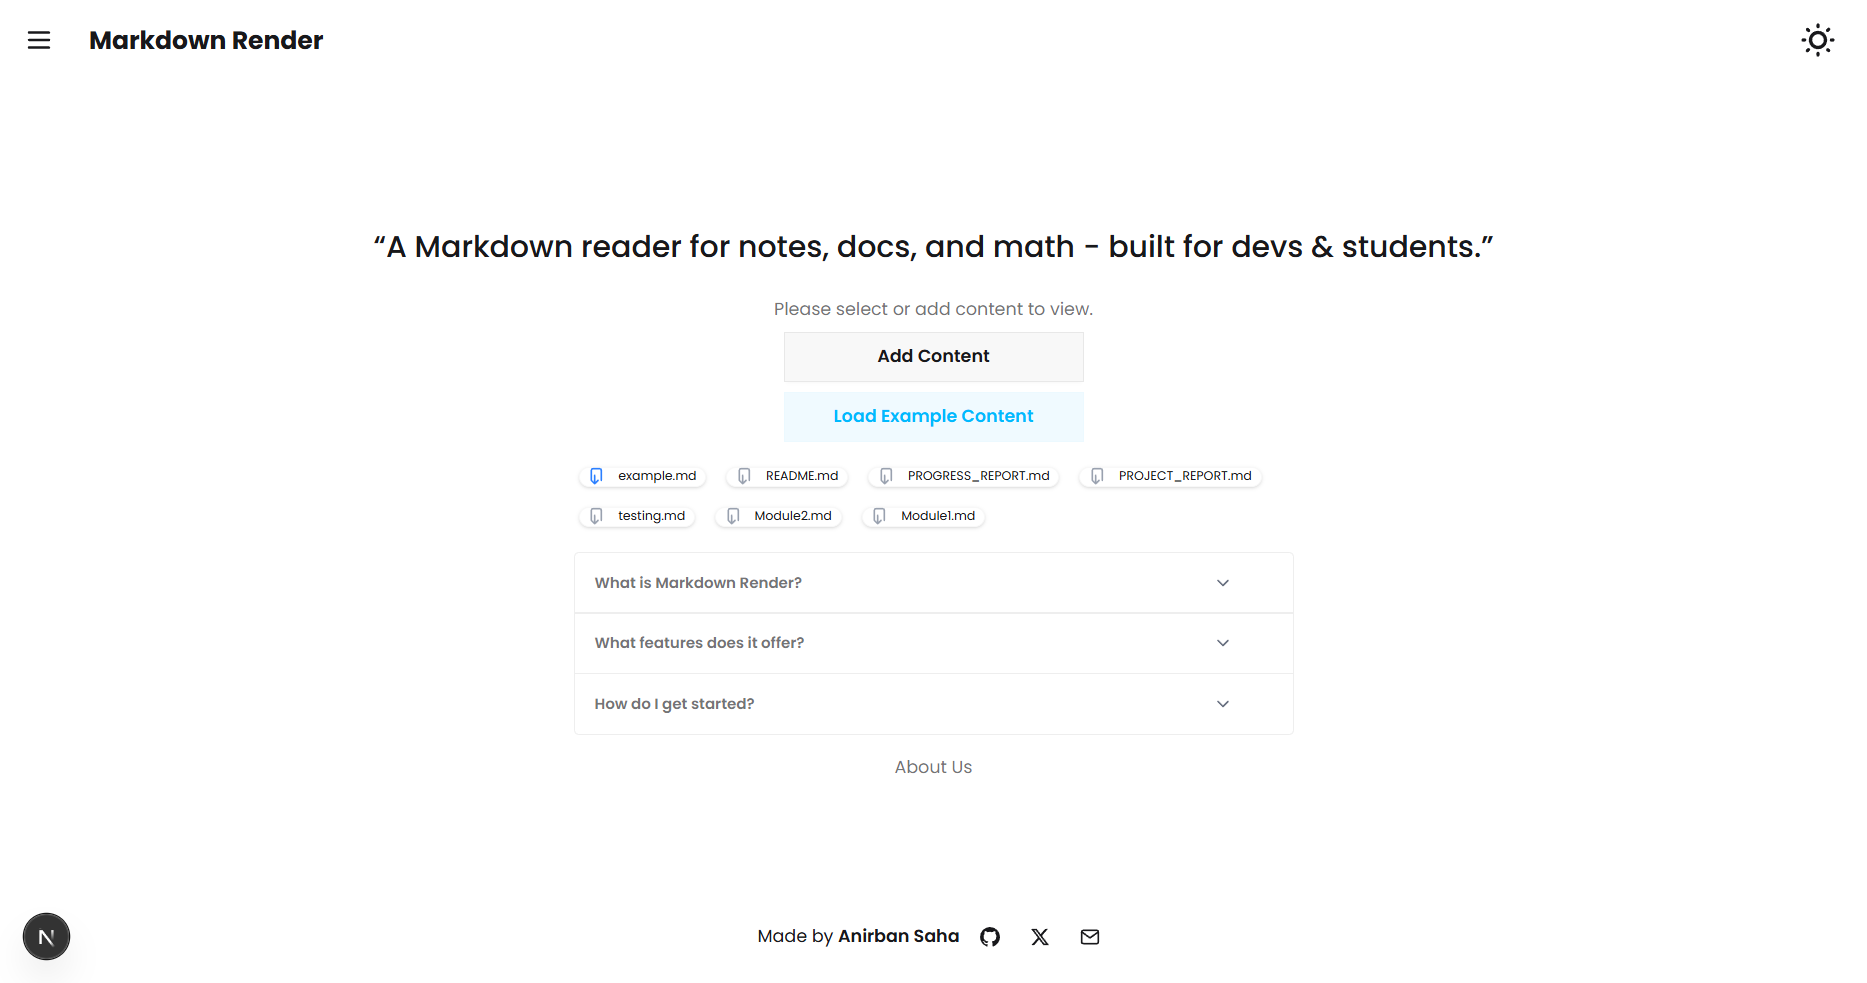 Markdown Render
“A Markdown reader for notes, docs, and math - built for devs & students.”
Please select or add content to view.
Add Content
Load Example Content
example.md README.md PROGRESS_REPORT.md PROJECT_REPORT.md
testing.md Module2.md Module1.md
What is Markdown Render?
What features does it offer?
How do I get started?
About Us
N
Made by Anirban Saha